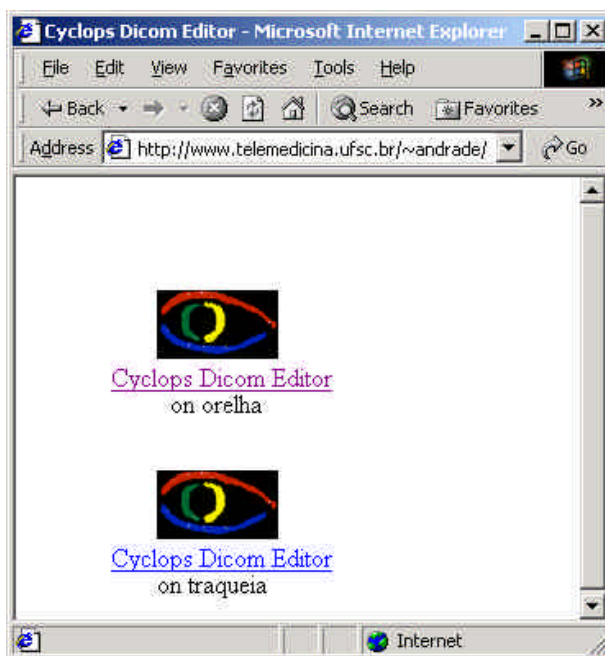 Cyclops Dicom Editor - Microsoft Internet Explorer
File Edit View Favorites Tools Help
Back Search Favorites »
Address http://www.telemedicina.ufsc.br/~andrade/ Go
Cyclops Dicom Editor
on orelha
Cyclops Dicom Editor
on traqueia
Internet